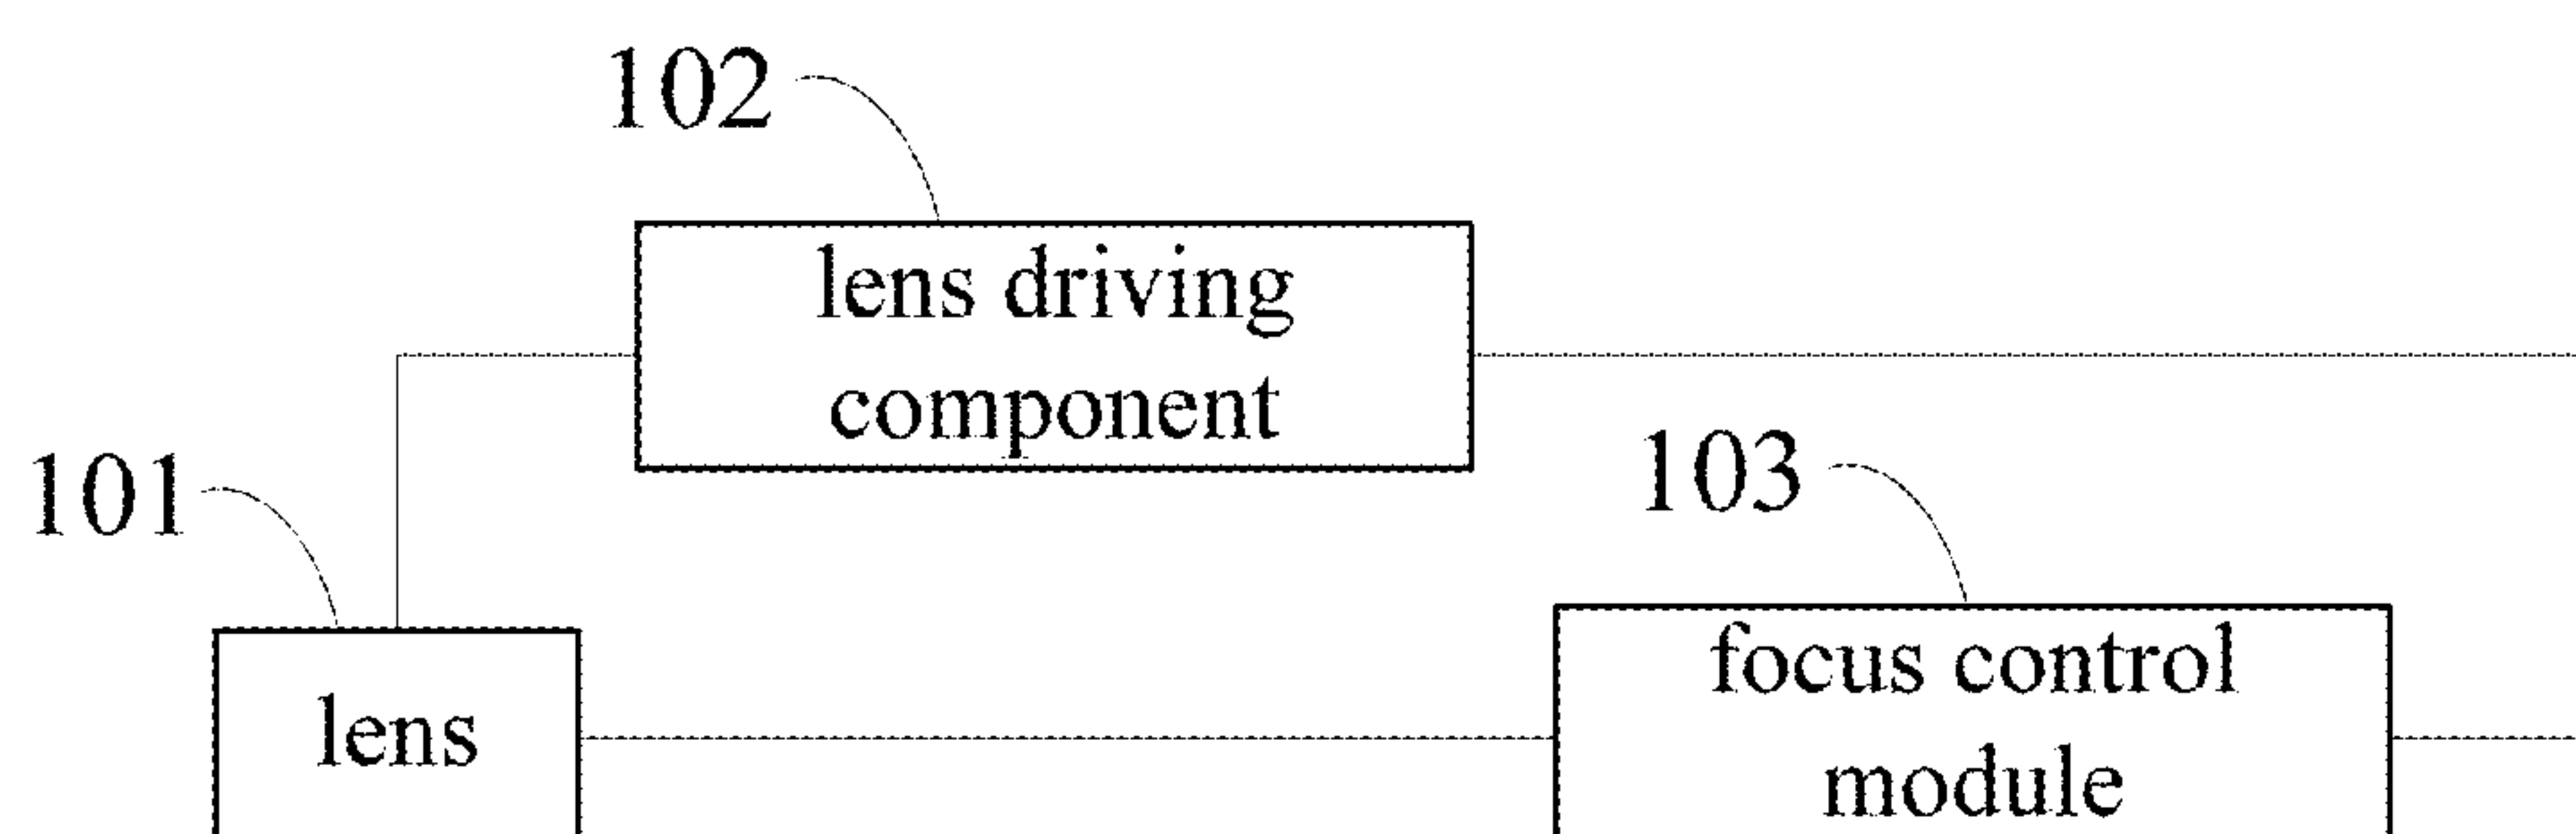 102
lens driving
component
101
103
lens
focus control
module